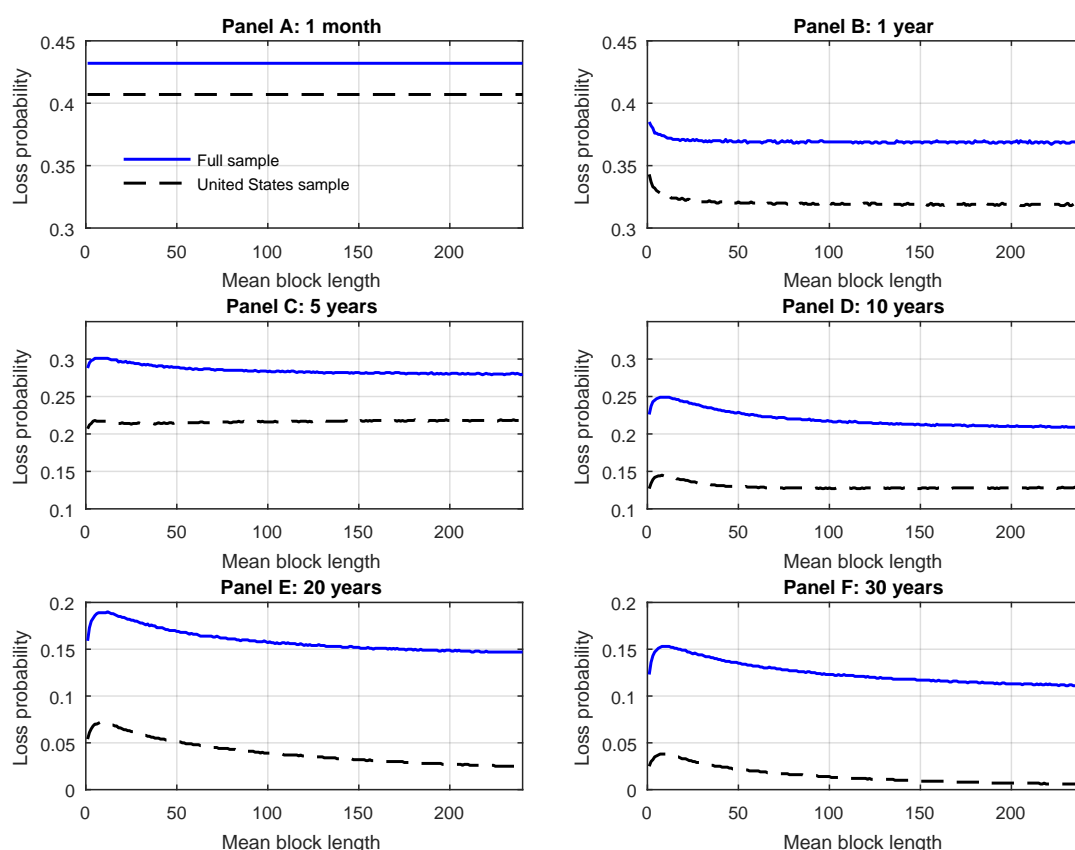 Panel A: 1 month
Loss probability
0.45
0.4
0.35
0.3
Full sample
United States sample
0 50 100 150 200
Mean block length
Panel B: 1 year
Loss probability
0.45
0.4
0.35
0.3
0 50 100 150 200
Mean block length
Panel C: 5 years
Loss probability
0.3
0.25
0.2
0.15
0.1
0 50 100 150 200
Mean block length
Panel D: 10 years
Loss probability
0.3
0.25
0.2
0.15
0.1
0 50 100 150 200
Mean block length
Panel E: 20 years
Loss probability
0.2
0.15
0.1
0.05
0
0 50 100 150 200
Mean block length
Panel F: 30 years
Loss probability
0.2
0.15
0.1
0.05
0
0 50 100 150 200
Mean block length